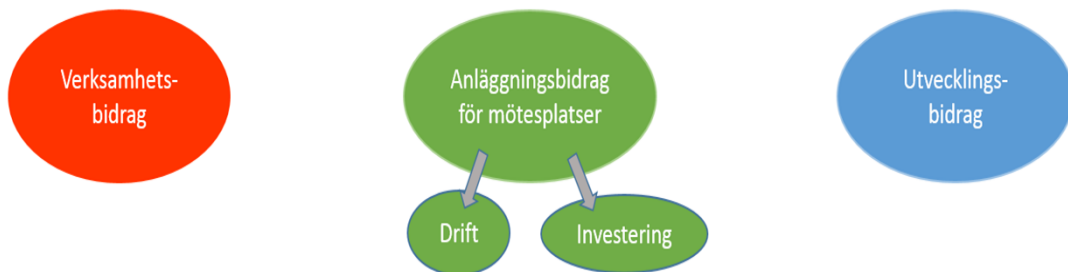 Verksamhets-
bidrag
Anläggningsbidrag
för mötesplatser
Utvecklings-
bidrag
Drift
Investering